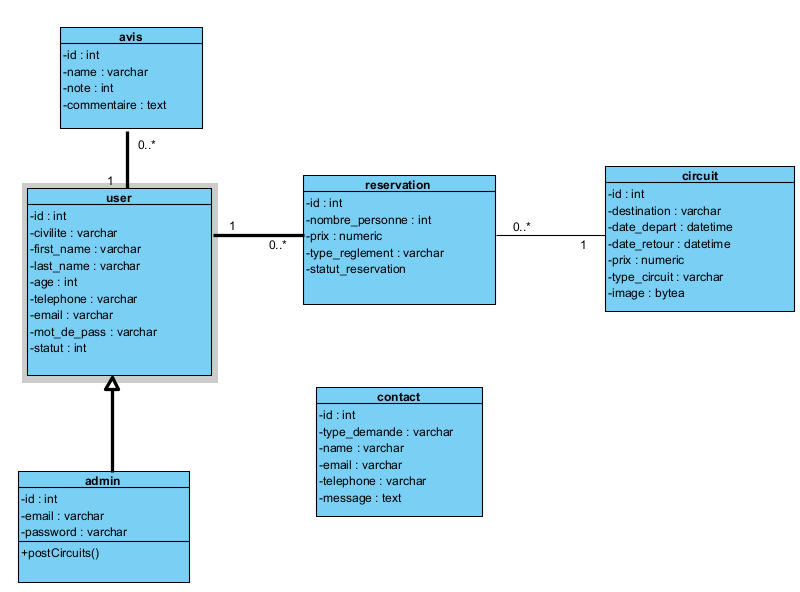 avis
-id : int
-name : varchar
-note : int
-commentaire : text
0..*
1
user
-id : int
-civilite : varchar
-first_name : varchar
-last_name : varchar
-age : int
-telephone : varchar
-email : varchar
-mot_de_pass : varchar
-statut : int
1
0..*
reservation
-id : int
-nombre_personne : int
-prix : numeric
-type_reglement : varchar
-statut_reservation
0..*
1
circuit
-id : int
-destination : varchar
-date_depart : datetime
-date_retour : datetime
-prix : numeric
-type_circuit : varchar
-image : bytea
contact
-id : int
-type_demande : varchar
-name : varchar
-email : varchar
-telephone : varchar
-message : text
admin
-id : int
-email : varchar
-password : varchar
+postCircuits()